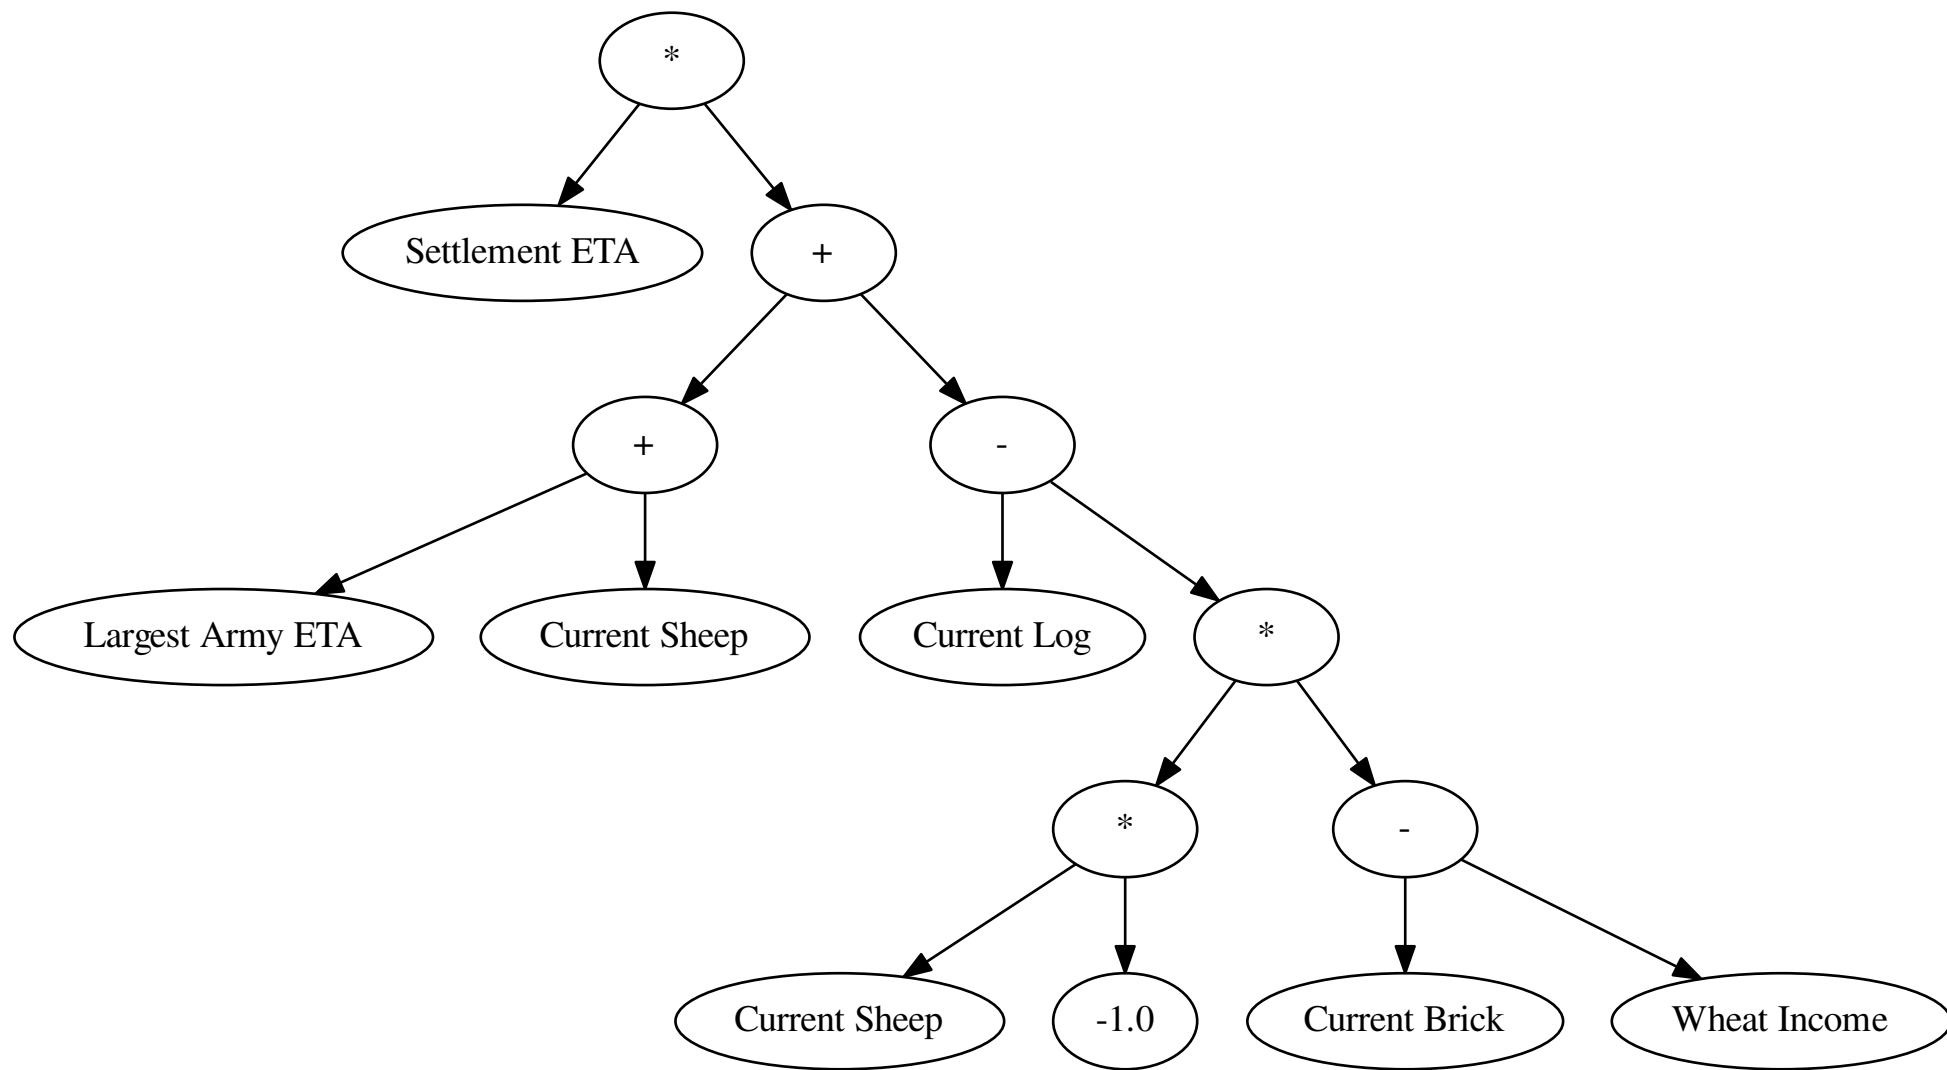 *
Settlement ETA
+
+
-
Largest Army ETA
Current Sheep
Current Log
*
*
-
Current Sheep
-1.0
Current Brick
Wheat Income